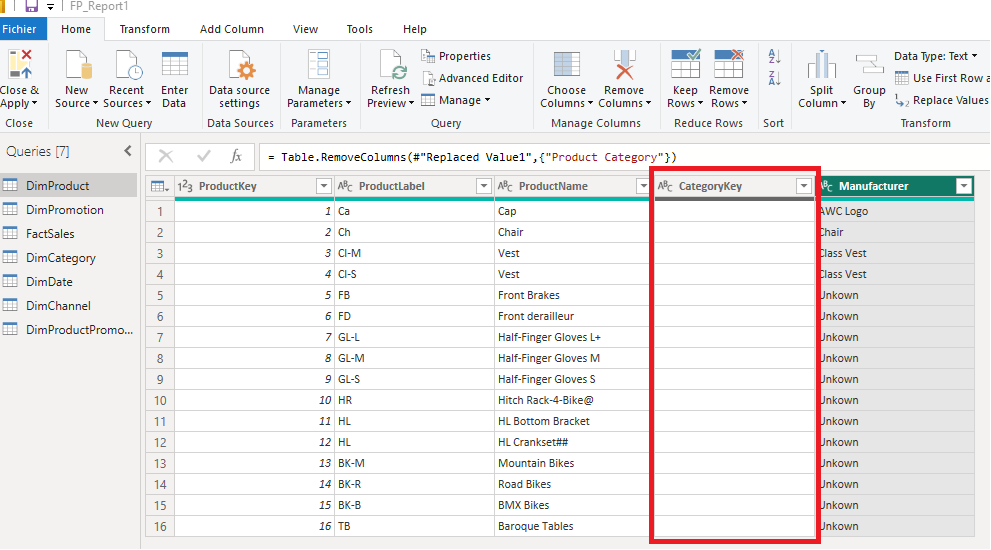 FP_Report1
Fichier Home Transform Add Column View Tools Help
Close & Apply
New Source
Recent Sources
Enter Data
Data source settings
Manage Parameters
Refresh Preview
Properties
Advanced Editor
Manage
Choose Columns
Remove Columns
Keep Rows
Remove Rows
Split Column
Group By
Data Type: Text
Use First Row a
Replace Values
Close New Query Data Sources Parameters Query Manage Columns Reduce Rows Sort Transform
Queries [7]
DimProduct
DimPromotion
FactSales
DimCategory
DimDate
DimChannel
DimProductPromo...
fx = Table.RemoveColumns(#"Replaced Value1",{"Product Category"})
123 ProductKey ABC ProductLabel ABC ProductName ABC CategoryKey ABC Manufacturer
1 1 Ca Cap AWC Logo
2 2 Ch Chair Chair
3 3 Cl-M Vest Class Vest
4 4 Cl-S Vest Class Vest
5 5 FB Front Brakes Unkown
6 6 FD Front derailleur Unkown
7 7 GL-L Half-Finger Gloves L+ Unkown
8 8 GL-M Half-Finger Gloves M Unkown
9 9 GL-S Half-Finger Gloves S Unkown
10 10 HR Hitch Rack-4-Bike@ Unkown
11 11 HL HL Bottom Bracket Unkown
12 12 HL HL Crankset## Unkown
13 13 BK-M Mountain Bikes Unkown
14 14 BK-R Road Bikes Unkown
15 15 BK-B BMX Bikes Unkown
16 16 TB Baroque Tables Unkown